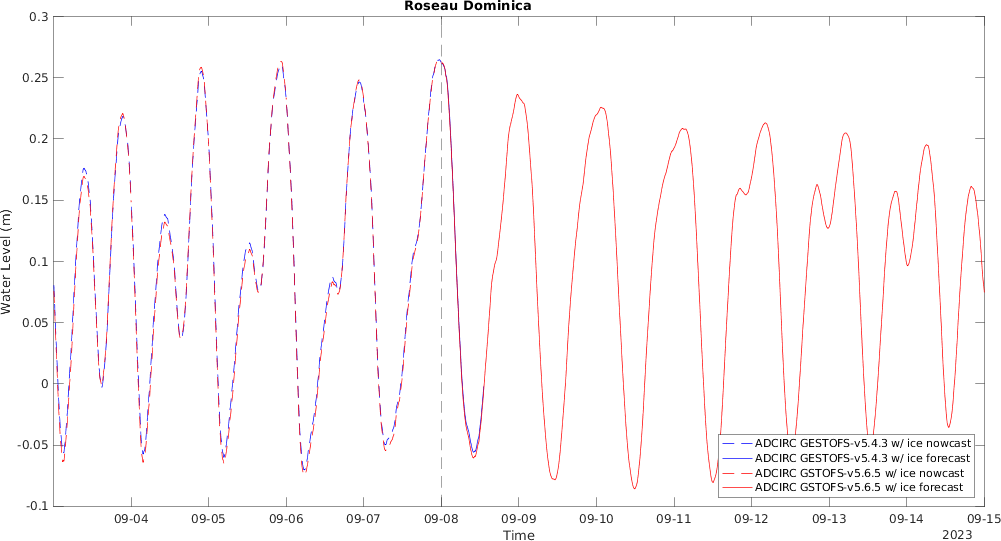 Roseau Dominica
0.3
0.25
0.2
0.15
0.1
0.05
0
-0.05
-0.1
Water Level (m)
ADCIRC GESTOFS-v5.4.3 w/ ice nowcast
ADCIRC GESTOFS-v5.4.3 w/ ice forecast
ADCIRC GSTOFS-v5.6.5 w/ ice nowcast
ADCIRC GSTOFS-v5.6.5 w/ ice forecast
09-04 09-05 09-06 09-07 09-08 09-09 09-10 09-11 09-12 09-13 09-14 09-15
Time
2023